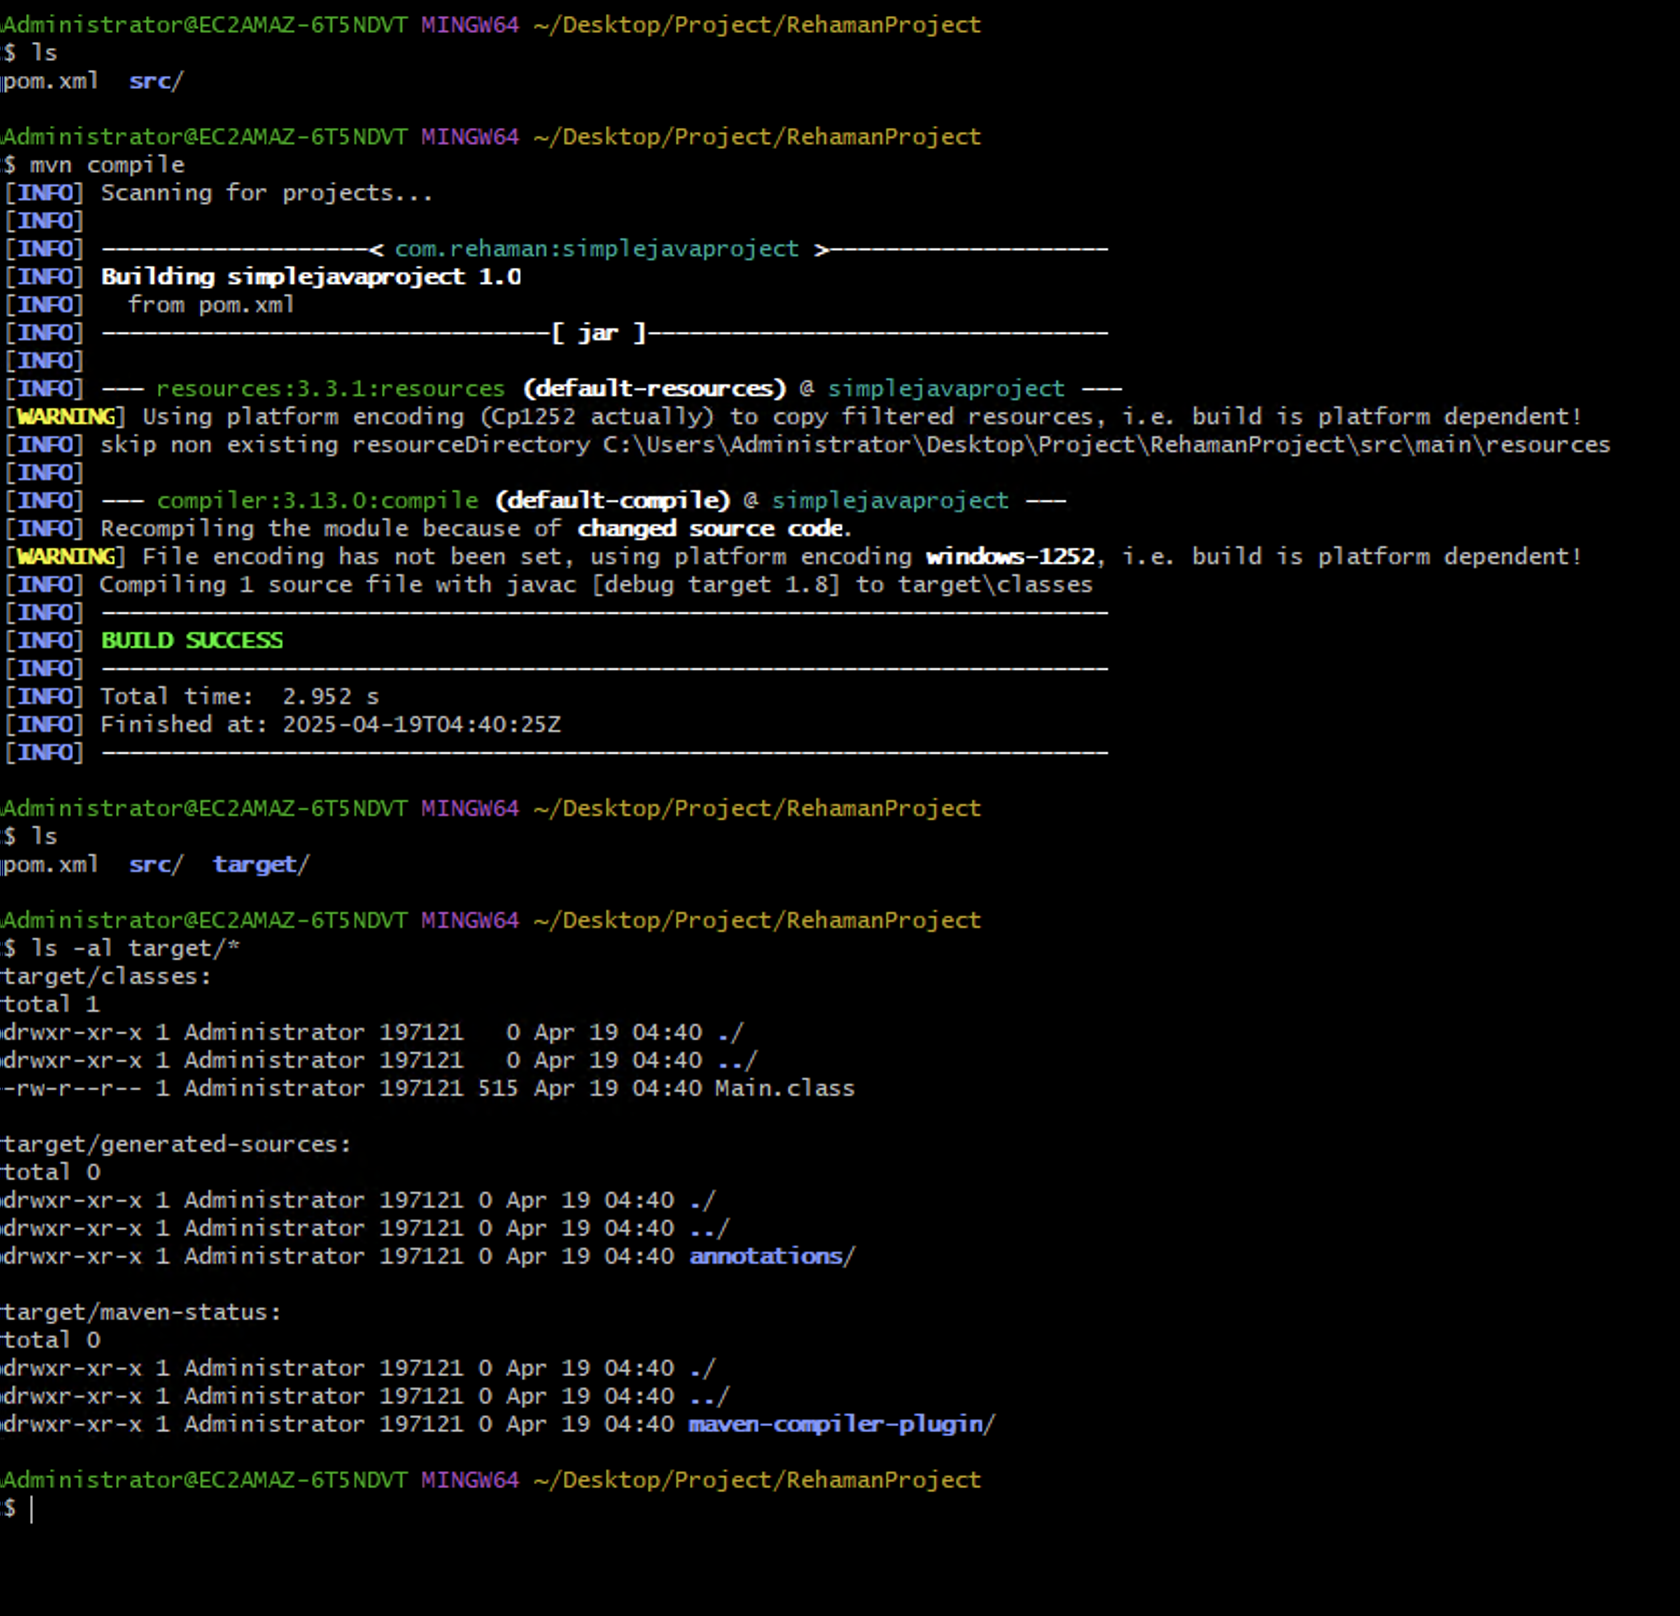 Administrator@EC2AMAZ-6T5NDVT MINGW64 ~/Desktop/Project/RehamanProject
$ ls
pom.xml  src/
Administrator@EC2AMAZ-6T5NDVT MINGW64 ~/Desktop/Project/RehamanProject
$ mvn compile
[INFO] Scanning for projects...
[INFO]
[INFO] -------------------< com.rehaman:simplejavaproject >--------------------
[INFO] Building simplejavaproject 1.0
[INFO]   from pom.xml
[INFO] --------------------------------[ jar ]---------------------------------
[INFO]
[INFO] --- resources:3.3.1:resources (default-resources) @ simplejavaproject ---
[WARNING] Using platform encoding (Cp1252 actually) to copy filtered resources, i.e. build is platform dependent!
[INFO] skip non existing resourceDirectory C:\Users\Administrator\Desktop\Project\RehamanProject\src\main\resources
[INFO]
[INFO] --- compiler:3.13.0:compile (default-compile) @ simplejavaproject ---
[INFO] Recompiling the module because of changed source code.
[WARNING] File encoding has not been set, using platform encoding windows-1252, i.e. build is platform dependent!
[INFO] Compiling 1 source file with javac [debug target 1.8] to target\classes
[INFO] ------------------------------------------------------------------------
[INFO] BUILD SUCCESS
[INFO] ------------------------------------------------------------------------
[INFO] Total time:  2.952 s
[INFO] Finished at: 2025-04-19T04:40:25Z
[INFO] ------------------------------------------------------------------------
Administrator@EC2AMAZ-6T5NDVT MINGW64 ~/Desktop/Project/RehamanProject
$ ls
pom.xml  src/  target/
Administrator@EC2AMAZ-6T5NDVT MINGW64 ~/Desktop/Project/RehamanProject
$ ls -al target/*
target/classes:
total 1
drwxr-xr-x 1 Administrator 197121   0 Apr 19 04:40 ./
drwxr-xr-x 1 Administrator 197121   0 Apr 19 04:40 ../
-rw-r--r-- 1 Administrator 197121 515 Apr 19 04:40 Main.class
target/generated-sources:
total 0
drwxr-xr-x 1 Administrator 197121 0 Apr 19 04:40 ./
drwxr-xr-x 1 Administrator 197121 0 Apr 19 04:40 ../
drwxr-xr-x 1 Administrator 197121 0 Apr 19 04:40 annotations/
target/maven-status:
total 0
drwxr-xr-x 1 Administrator 197121 0 Apr 19 04:40 ./
drwxr-xr-x 1 Administrator 197121 0 Apr 19 04:40 ../
drwxr-xr-x 1 Administrator 197121 0 Apr 19 04:40 maven-compiler-plugin/
Administrator@EC2AMAZ-6T5NDVT MINGW64 ~/Desktop/Project/RehamanProject
$